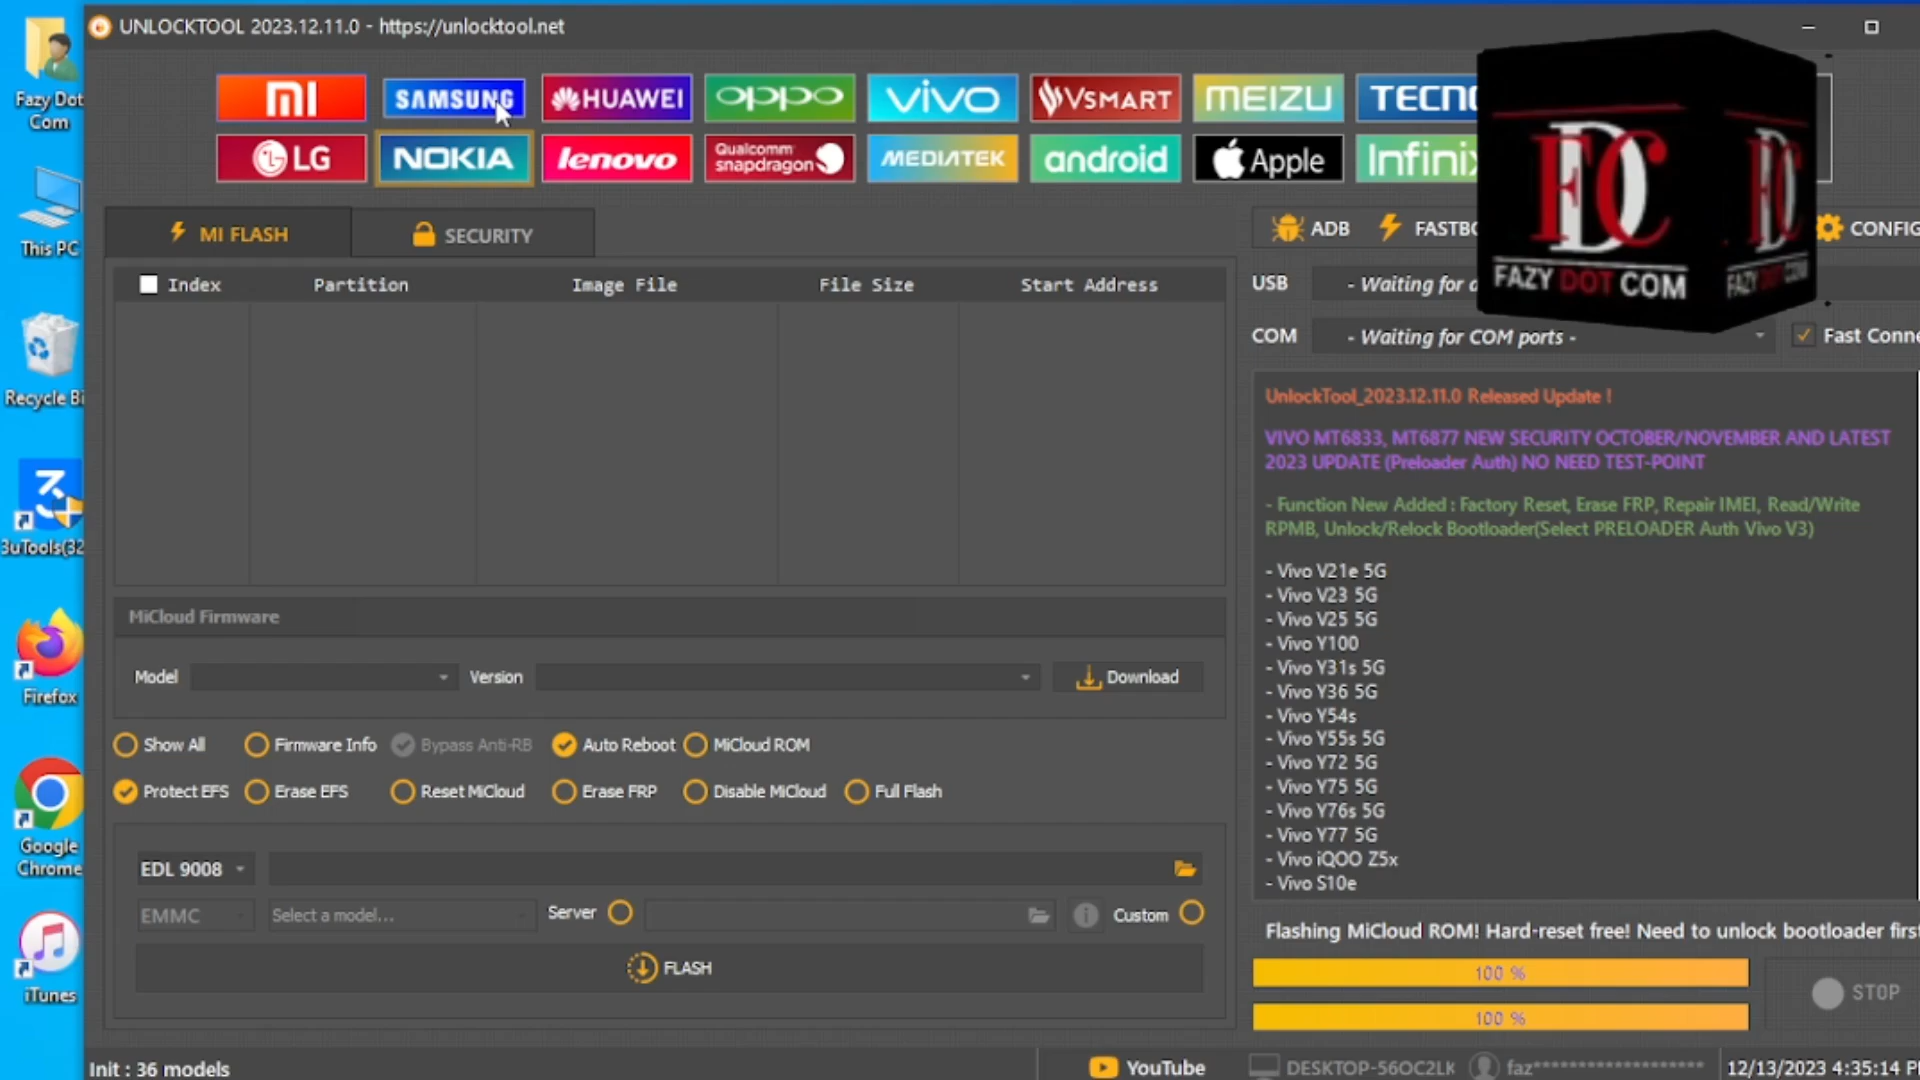 UNLOCKTOOL 2023.12.11.0 - https://unlocktool.net
Fazy Dot
Com
This PC
Recycle Bi
3uTools(32
Firefox
Google
Chrome
iTunes
mi SAMSUNG HUAWEI oppo vivo VSMART MEIZU TECNO
LG NOKIA lenovo Qualcomm snapdragon MEDIATEK android Apple Infinix
FDC
FAZY DOT COM
FAZY DOT COM
MI FLASH SECURITY
ADB FASTBO CONFIG
Index Partition Image File File Size Start Address
USB - Waiting for d
COM - Waiting for COM ports - Fast Conne
UnlockTool_2023.12.11.0 Released Update !
VIVO MT6833, MT6877 NEW SECURITY OCTOBER/NOVEMBER AND LATEST
2023 UPDATE (Preloader Auth) NO NEED TEST-POINT
- Function New Added : Factory Reset, Erase FRP, Repair IMEI, Read/Write
RPMB, Unlock/Relock Bootloader(Select PRELOADER Auth Vivo V3)
- Vivo V21e 5G
- Vivo V23 5G
- Vivo V25 5G
- Vivo Y100
- Vivo Y31s 5G
- Vivo Y36 5G
- Vivo Y54s
- Vivo Y55s 5G
- Vivo Y72 5G
- Vivo Y75 5G
- Vivo Y76s 5G
- Vivo Y77 5G
- Vivo iQOO Z5x
- Vivo S10e
MiCloud Firmware
Model Version Download
Show All Firmware Info Bypass Anti-RB Auto Reboot MiCloud ROM
Protect EFS Erase EFS Reset MiCloud Erase FRP Disable MiCloud Full Flash
EDL 9008
EMMC Select a model... Server Custom
FLASH
Flashing MiCloud ROM! Hard-reset free! Need to unlock bootloader first
100 %
100 %
STOP
Init : 36 models
YouTube DESKTOP-56OC2LK faz****************** 12/13/2023 4:35:14 P